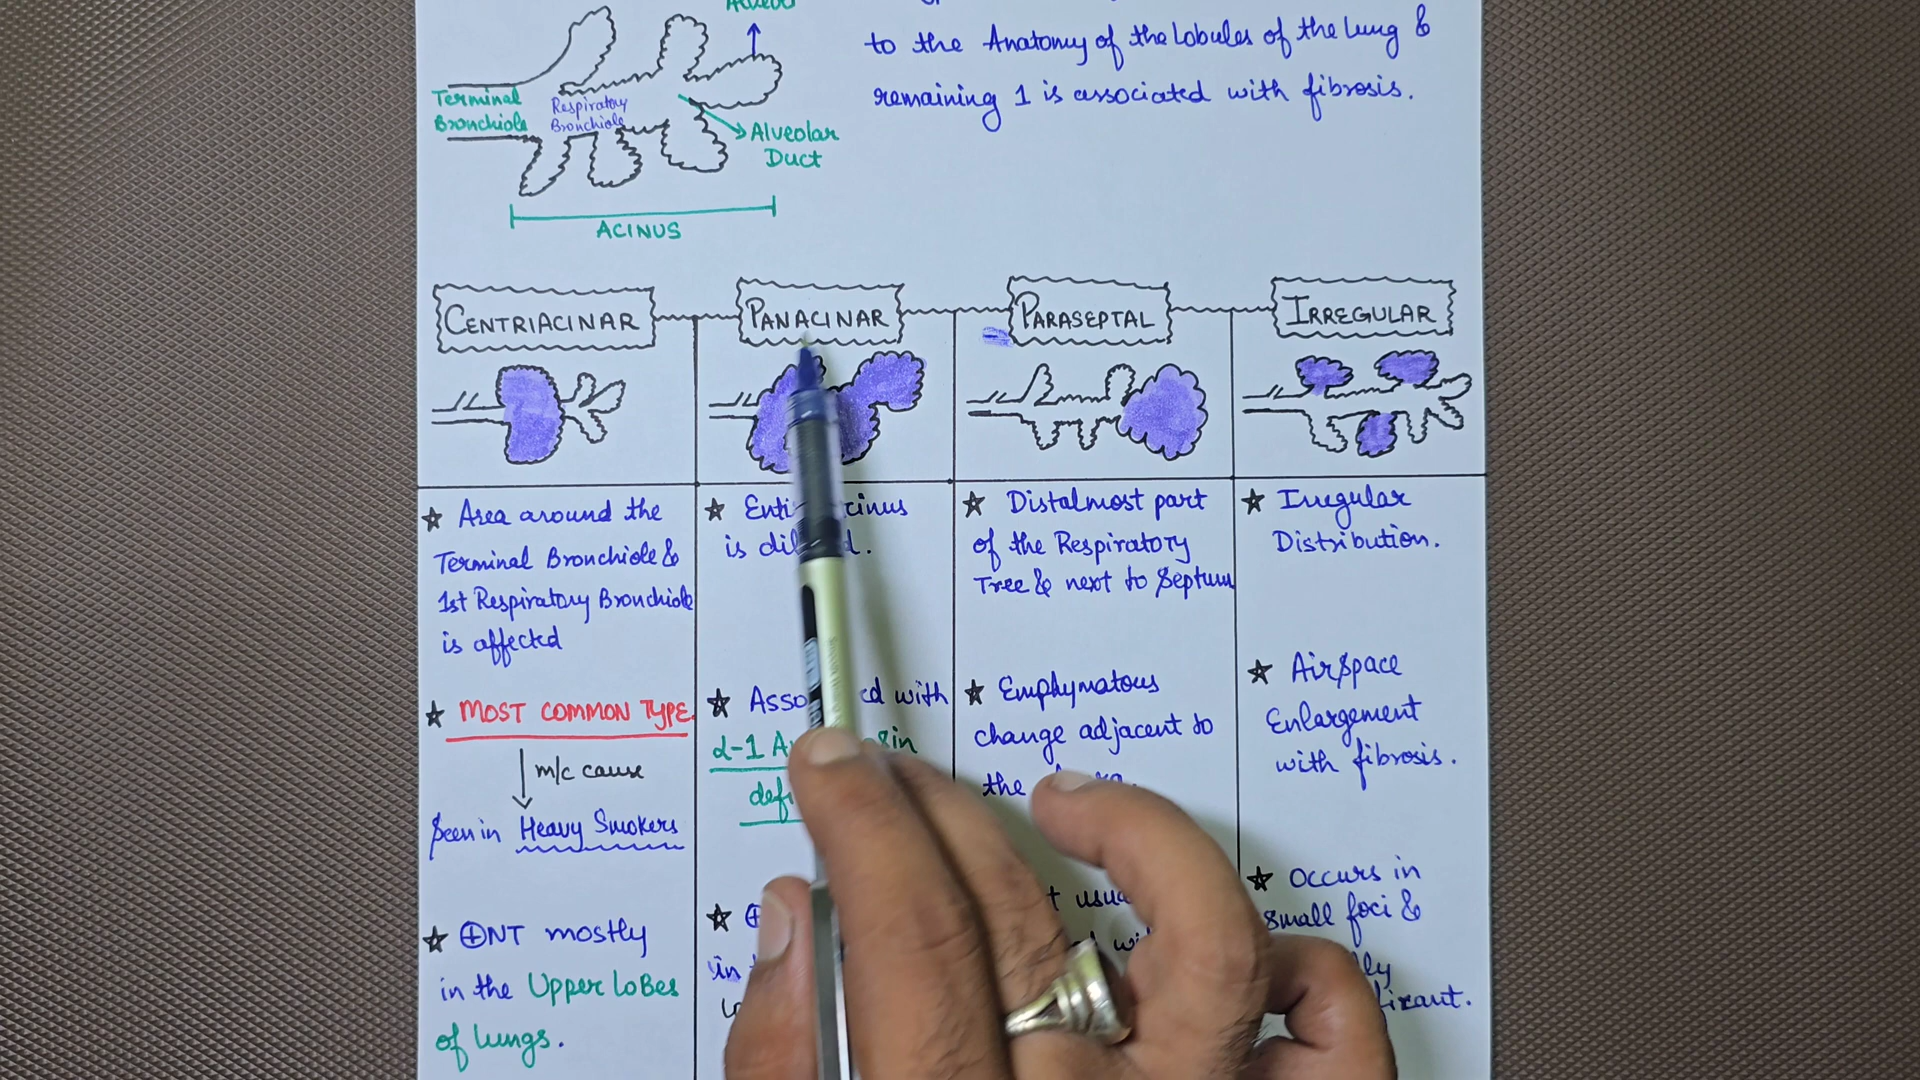 to the Anatomy of the Lobules of the Lung &
remaining 1 is associated with fibrosis.
Terminal
Bronchiole
Respiratory
Bronchiole
Alveolar
Duct
ACINUS
CENTRIACINAR
PANACINAR
PARASEPTAL
IRREGULAR
Area around the
Terminal Bronchiole &
1st Respiratory Bronchiole
is affected
MOST COMMON TYPE
m/c cause
Seen in Heavy Smokers
⊕NT mostly
in the Upper Lobes
of lungs.
is
with
α-1
Distalmost part
of the Respiratory
Tree & next to Septum
Emphymatous
change adjacent to
the
Irregular
Distribution.
Airspace
Enlargement
with fibrosis.
Occurs in
small foci &